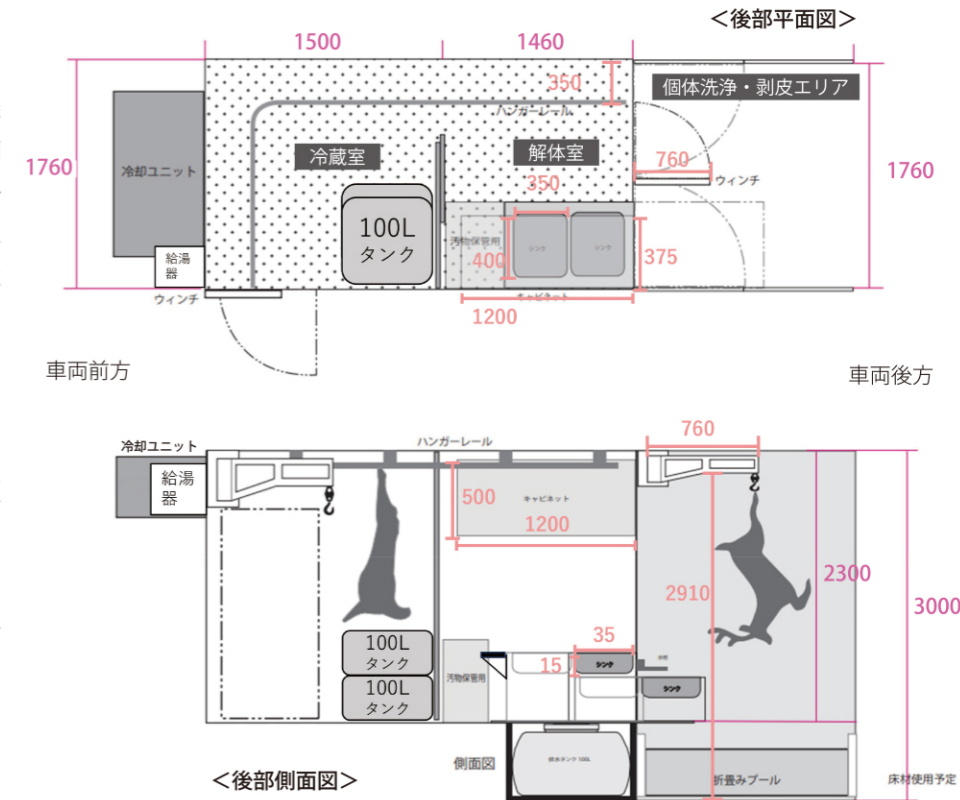 ＜後部平面図＞
1500
1460
350
個体洗浄・剥皮エリア
ハンガーレール
冷蔵室
解体室
1760
冷却ユニット
760
ウィンチ
1760
350
100L
タンク
汚物保管用
シンク
シンク
400
375
給湯
器
ウィンチ
キャビネット
1200
車両前方
車両後方
760
冷却ユニット
ハンガーレール
給湯
器
500
キャビネット
1200
2300
2910
3000
100L
タンク
35
15
シンク
汚物保管用
100L
タンク
シンク
側面図
排水タンク 100L
折畳みプール
床材使用予定
＜後部側面図＞